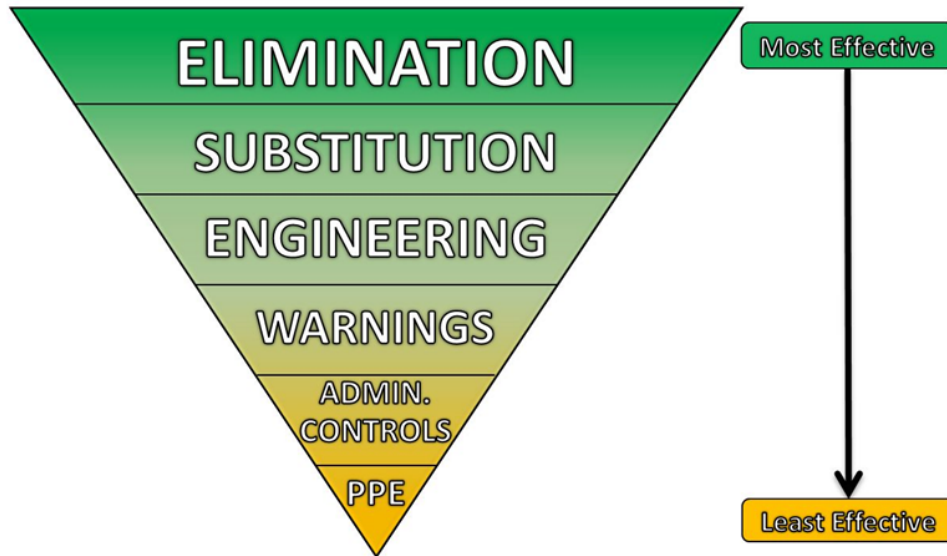 ELIMINATION
SUBSTITUTION
ENGINEERING
WARNINGS
ADMIN.
CONTROLS
PPE
Most Effective
Least Effective